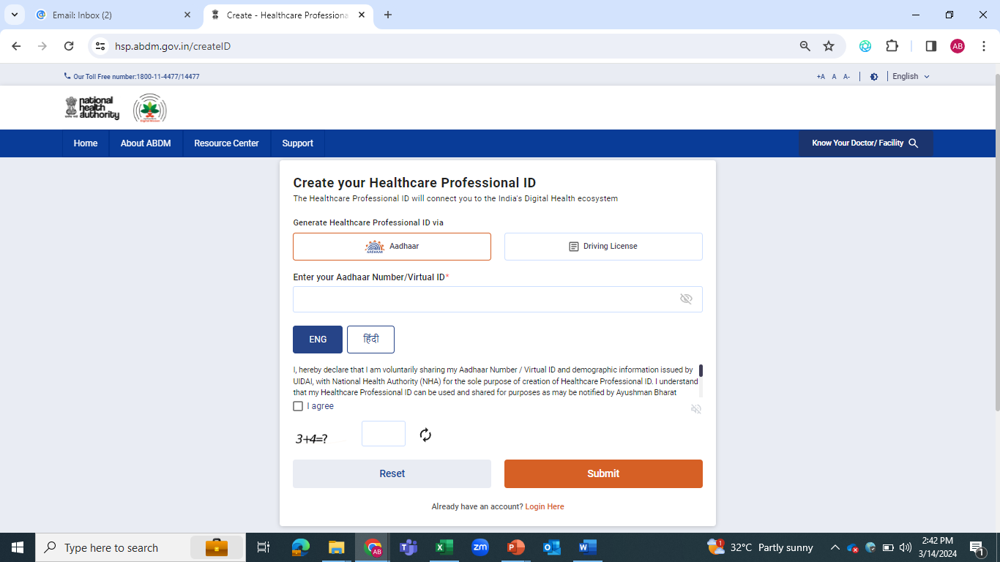 Email: Inbox (2)
Create - Healthcare Professiona
hsp.abdm.gov.in/createID
AB
Our Toll Free number:1800-11-4477/14477
+A A A-
English
national
health
authority
Home
About ABDM
Resource Center
Support
Know Your Doctor/ Facility
Create your Healthcare Professional ID
The Healthcare Professional ID will connect you to the India's Digital Health ecosystem
Generate Healthcare Professional ID via
AADHAAR
Aadhaar
Driving License
Enter your Aadhaar Number/Virtual ID*
ENG
हिंदी
I, hereby declare that I am voluntarily sharing my Aadhaar Number / Virtual ID and demographic information issued by
UIDAI, with National Health Authority (NHA) for the sole purpose of creation of Healthcare Professional ID. I understand
that my Healthcare Professional ID can be used and shared for purposes as may be notified by Ayushman Bharat
I agree
3+4=?
Reset
Submit
Already have an account? Login Here
Type here to search
AB
zm
32°C Partly sunny
2:42 PM
3/14/2024
1